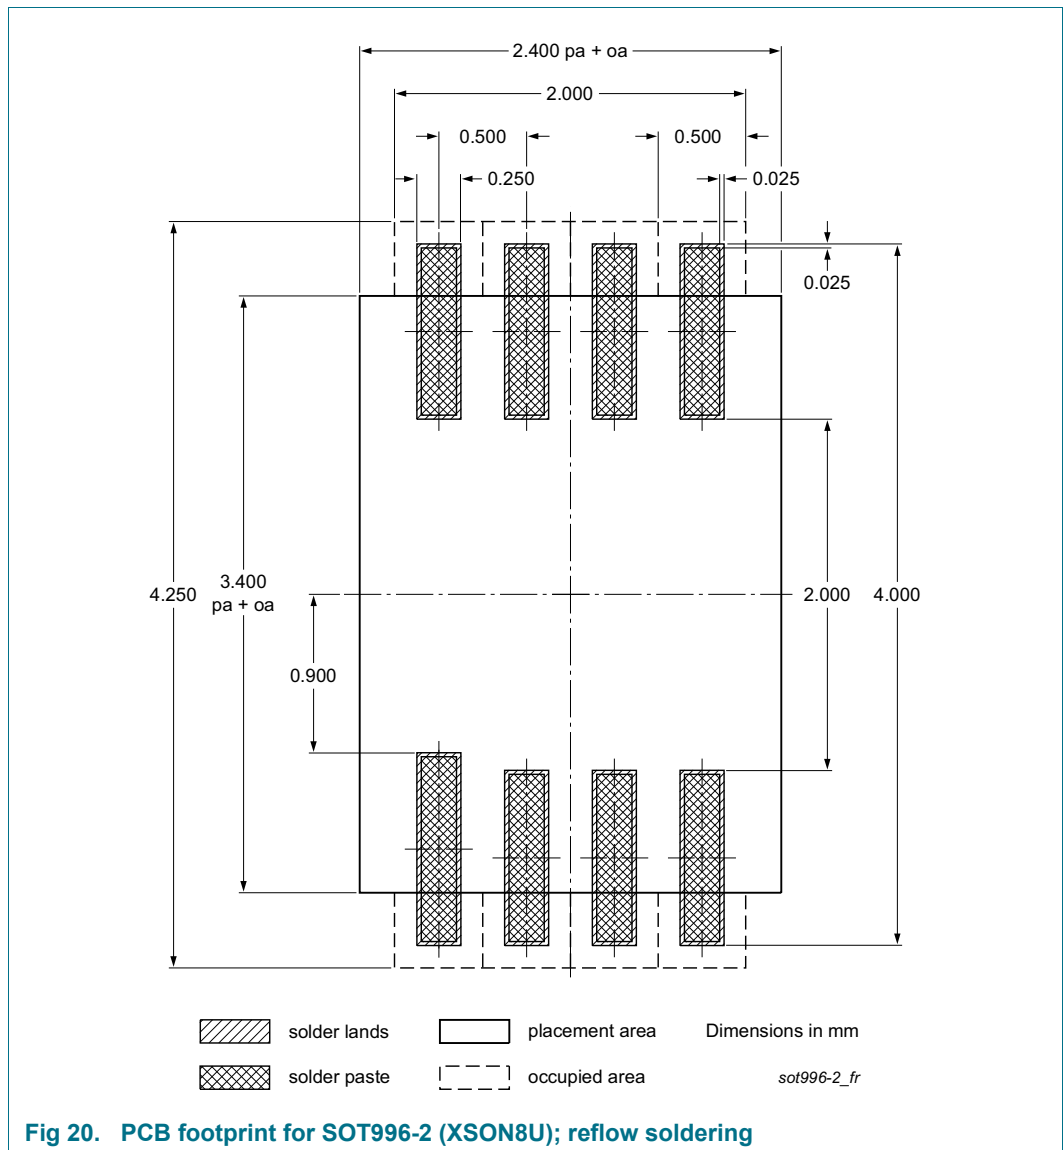 2.400 pa + oa
2.000
0.500
0.500
0.250
0.025
0.025
4.250
3.400
pa + oa
2.000
4.000
0.900
solder lands
placement area
Dimensions in mm
solder paste
occupied area
sot996-2_fr
Fig 20. PCB footprint for SOT996-2 (XSON8U); reflow soldering